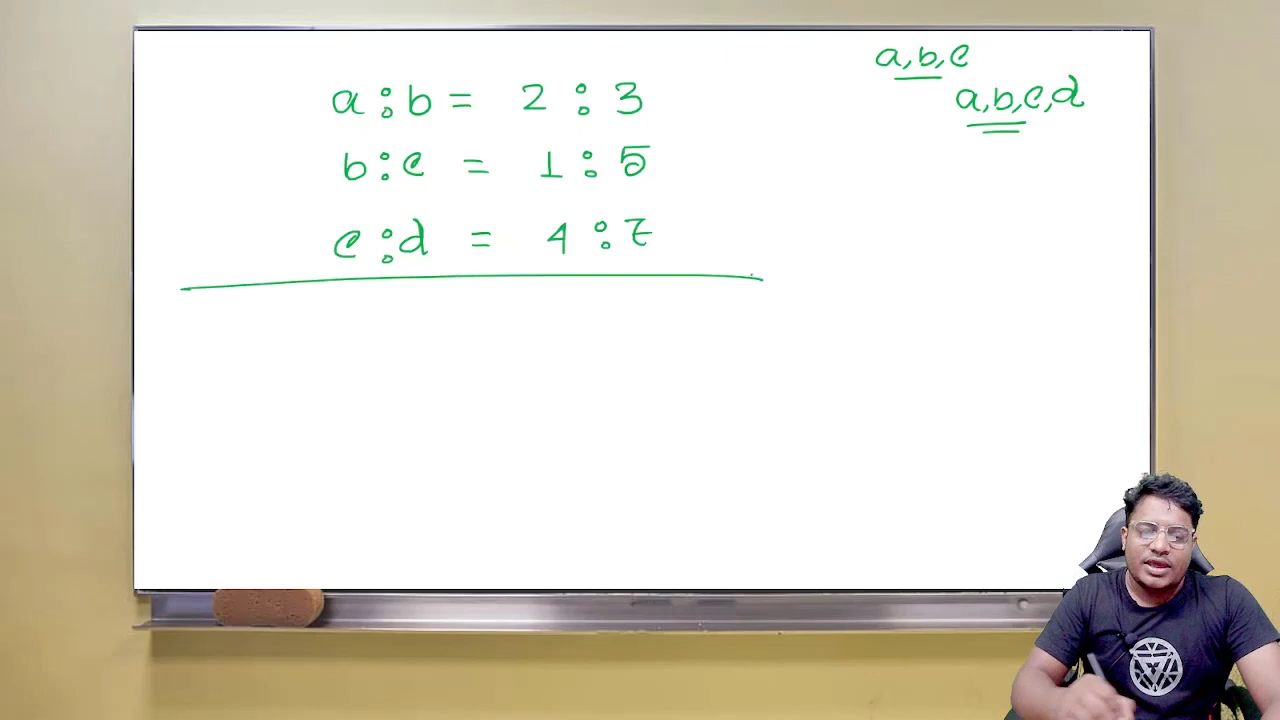 a:b = 2:3
b:c = 1:5
c:d = 4:7
a,b,c
a,b,c,d